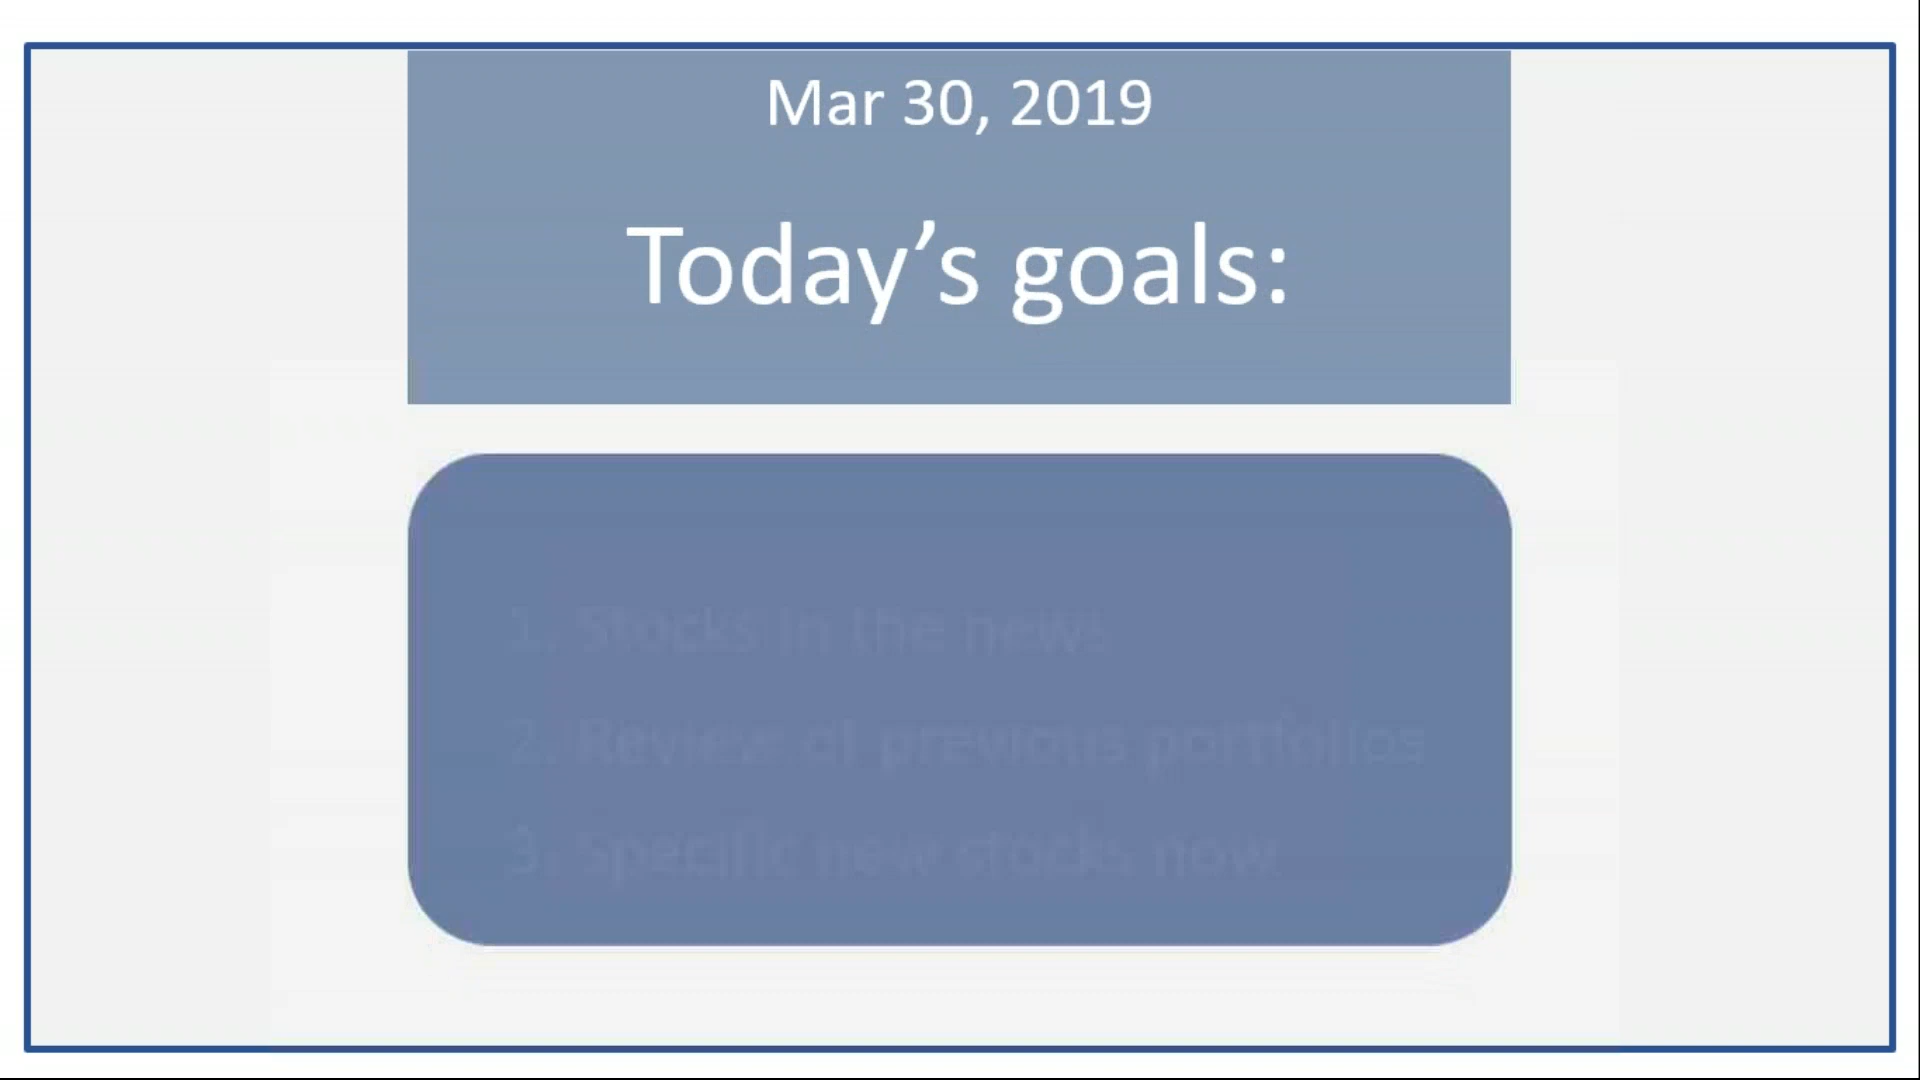 Mar 30, 2019
Today’s goals:
1. Stocks in the news
2. Review of previous portfolios
3. Specific new stocks now